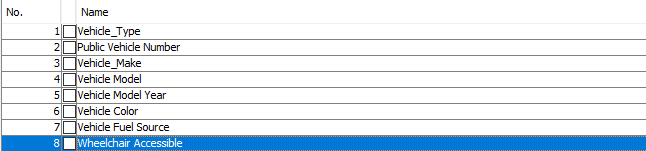 No. Name
1 Vehicle_Type
2 Public Vehicle Number
3 Vehicle_Make
4 Vehicle Model
5 Vehicle Model Year
6 Vehicle Color
7 Vehicle Fuel Source
8 Wheelchair Accessible